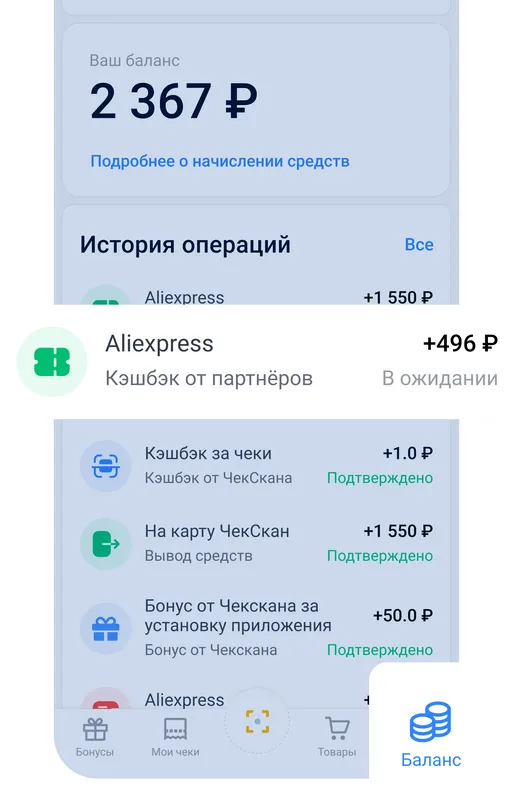 Ваш баланс
2 367 ₽
Подробнее о начислении средств
История операций Все
Aliexpress +1 550 ₽
Aliexpress +496 ₽
Кэшбэк от партнёров В ожидании
Кэшбэк за чеки +1.0 ₽
Кэшбэк от ЧекСкана Подтверждено
На карту ЧекСкан +1 550 ₽
Вывод средств Подтверждено
Бонус от Чекскана за
установку приложения +50.0 ₽
Бонус от Чекскана Подтверждено
Aliexpress
Бонусы Мои чеки Товары Баланс